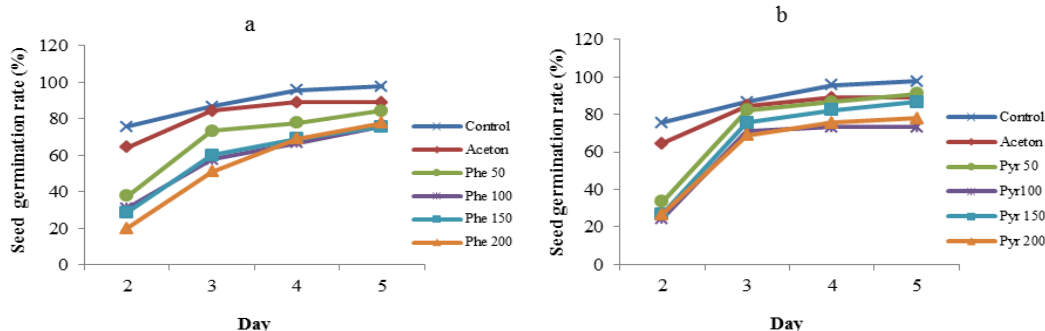 a
Seed germination rate (%)
120
100
80
60
40
20
0
2 3 4 5
Day
Control
Aceton
Phe 50
Phe 100
Phe 150
Phe 200
b
Seed germination rate (%)
120
100
80
60
40
20
0
2 3 4 5
Day
Control
Aceton
Pyr 50
Pyr100
Pyr 150
Pyr 200